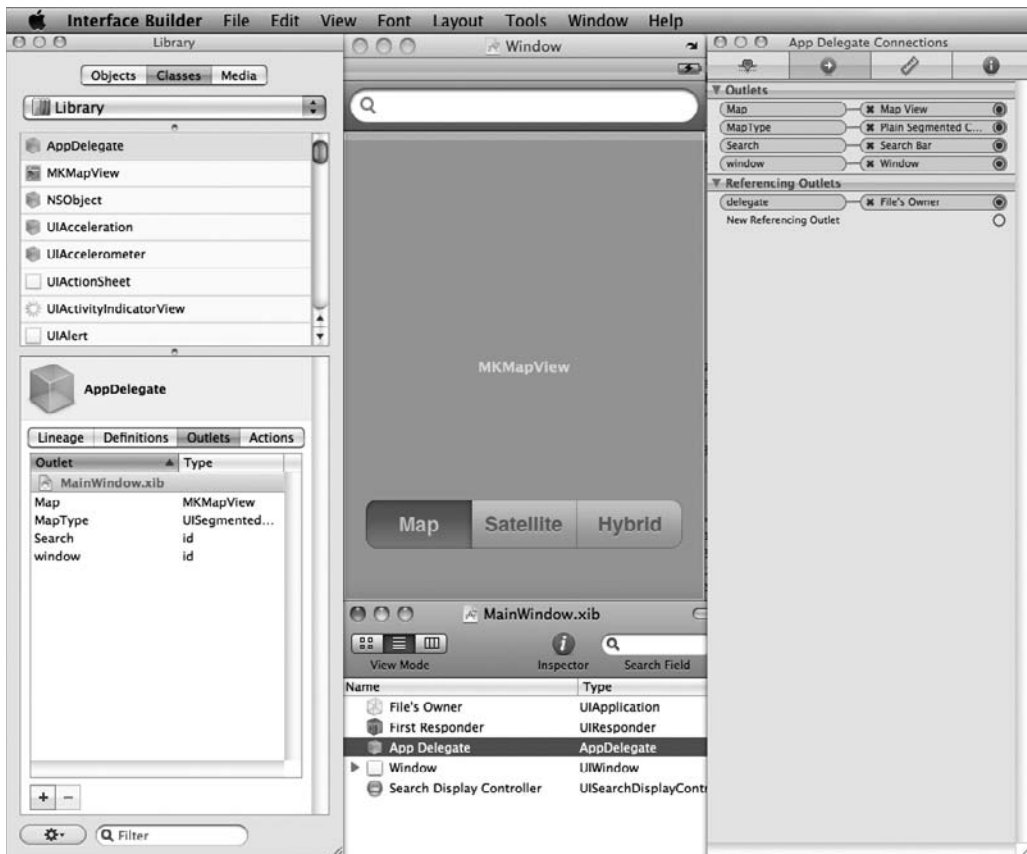 Interface Builder File Edit View Font Layout Tools Window Help
Library
Objects Classes Media
Library
AppDelegate
MKMapView
NSObject
UIAcceleration
UIAccelerometer
UIActionSheet
UIActivityIndicatorView
UIAlert
AppDelegate
Lineage Definitions Outlets Actions
Outlet Type
MainWindow.xib
Map MKMapView
MapType UISegmented...
Search id
window id
Filter
Window
MKMapView
Map Satellite Hybrid
MainWindow.xib
View Mode Inspector Search Field
Name Type
File's Owner UIApplication
First Responder UIResponder
App Delegate AppDelegate
Window UIWindow
Search Display Controller UISearchDisplayContr
App Delegate Connections
Outlets
Map Map View
MapType Plain Segmented C...
Search Search Bar
window Window
Referencing Outlets
delegate File's Owner
New Referencing Outlet